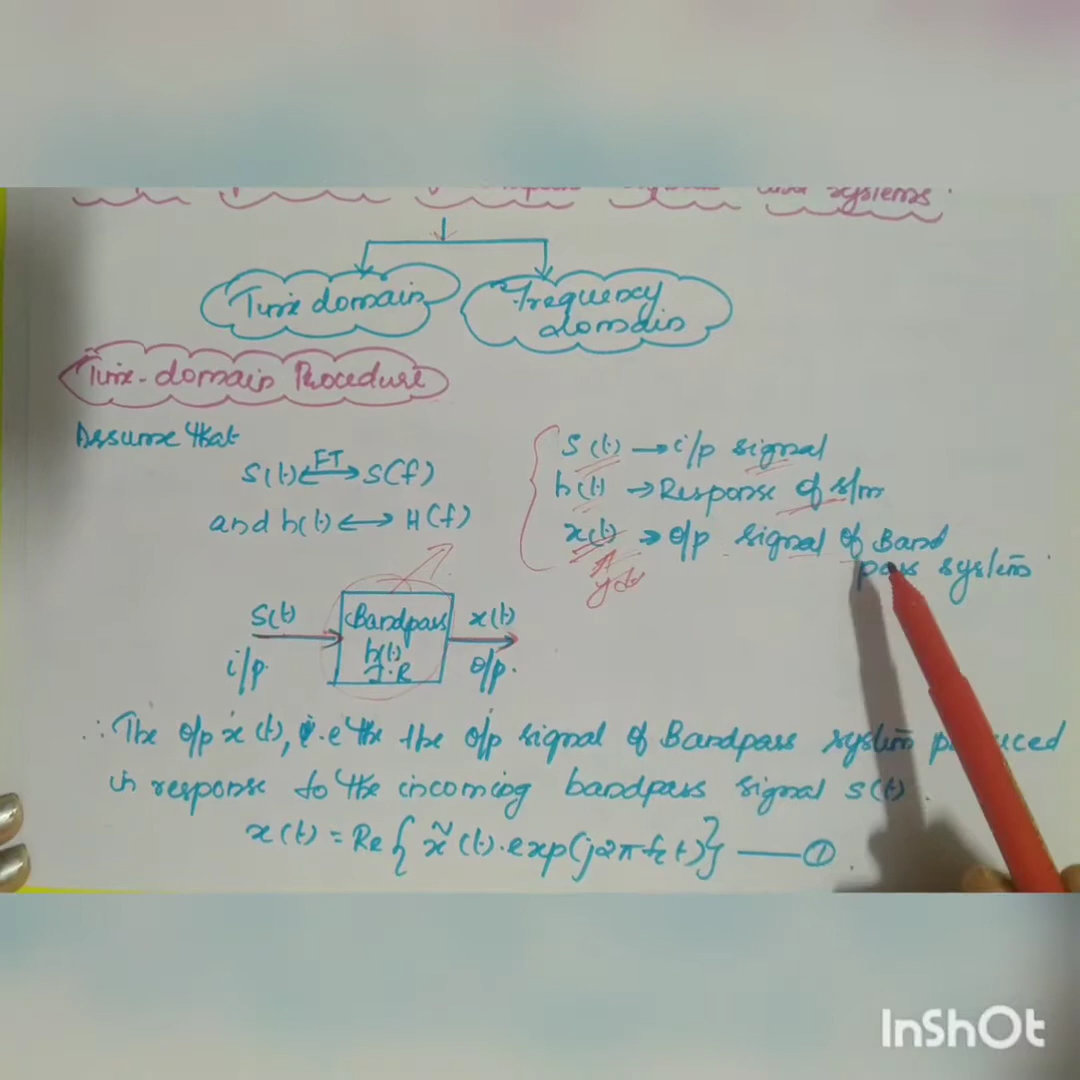 systems.
Time domain
Frequency
domain
Time-domain Procedure
Assume that
S(t) FT S(f)
and h(t) ↔ H(f)
S(t) → i/p signal
h(t) → Response of s/m
x(t) → o/p signal of Band
pass system
y(t)
S(t)
i/p.
Bandpass
h(t)
I.R
x(t)
o/p.
∴ The o/p x(t), i.e the the o/p signal of Bandpass system
in response to the incoming bandpass signal s(t).
x(t) = Re{ x̃(t).exp(j2πfct)} —— ①
InShOt